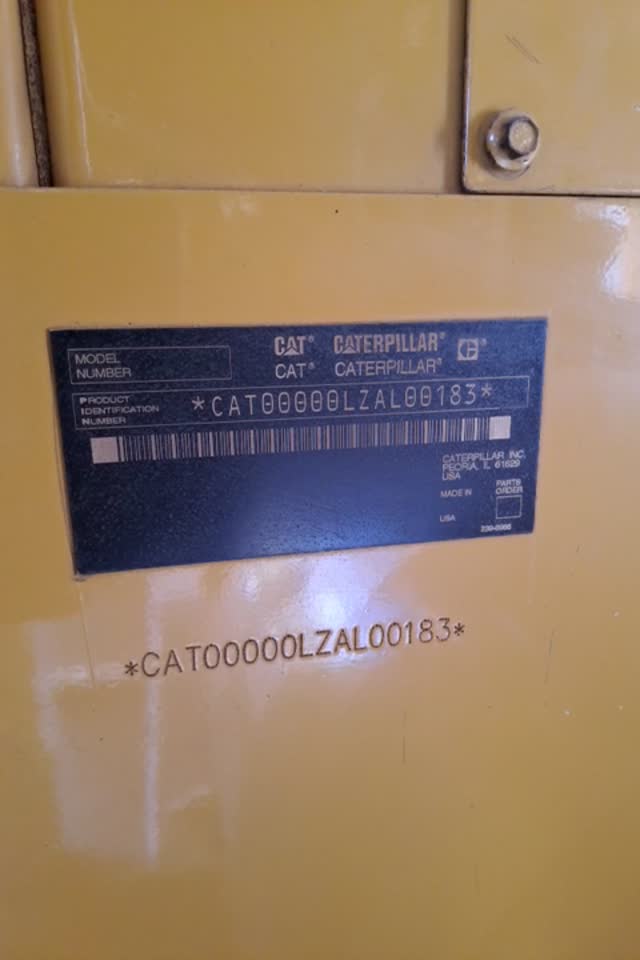 MODEL NUMBER
CAT® CATERPILLAR® C®
CAT® CATERPILLAR®
PRODUCT IDENTIFICATION NUMBER
*CAT00000LZAL00183*
CATERPILLAR INC.
PEORIA, IL 61629
USA
MADE IN
USA
PARTS ORDER
*CAT00000LZAL00183*